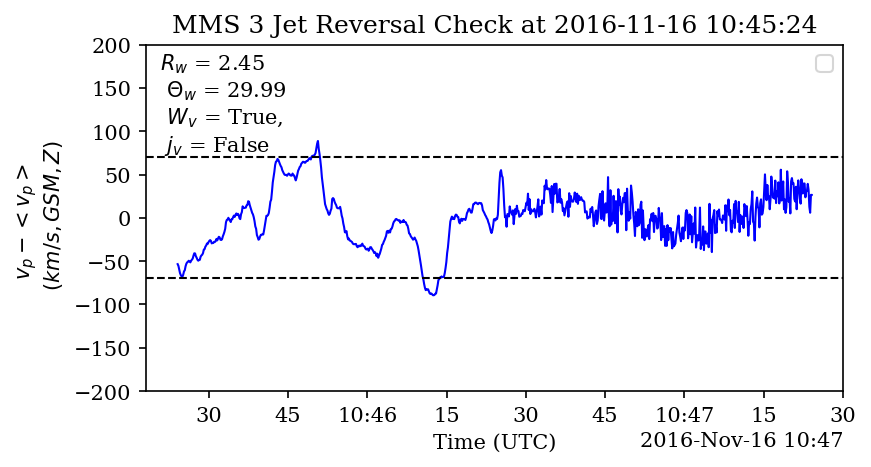 MMS 3 Jet Reversal Check at 2016-11-16 10:45:24
R_w = 2.45
Θ_w = 29.99
W_v = True,
j_v = False
v_p − < v_p >
(km/s, GSM, Z)
200
150
100
50
0
−50
−100
−150
−200
30 45 10:46 15 30 45 10:47 15 30
Time (UTC)
2016-Nov-16 10:47